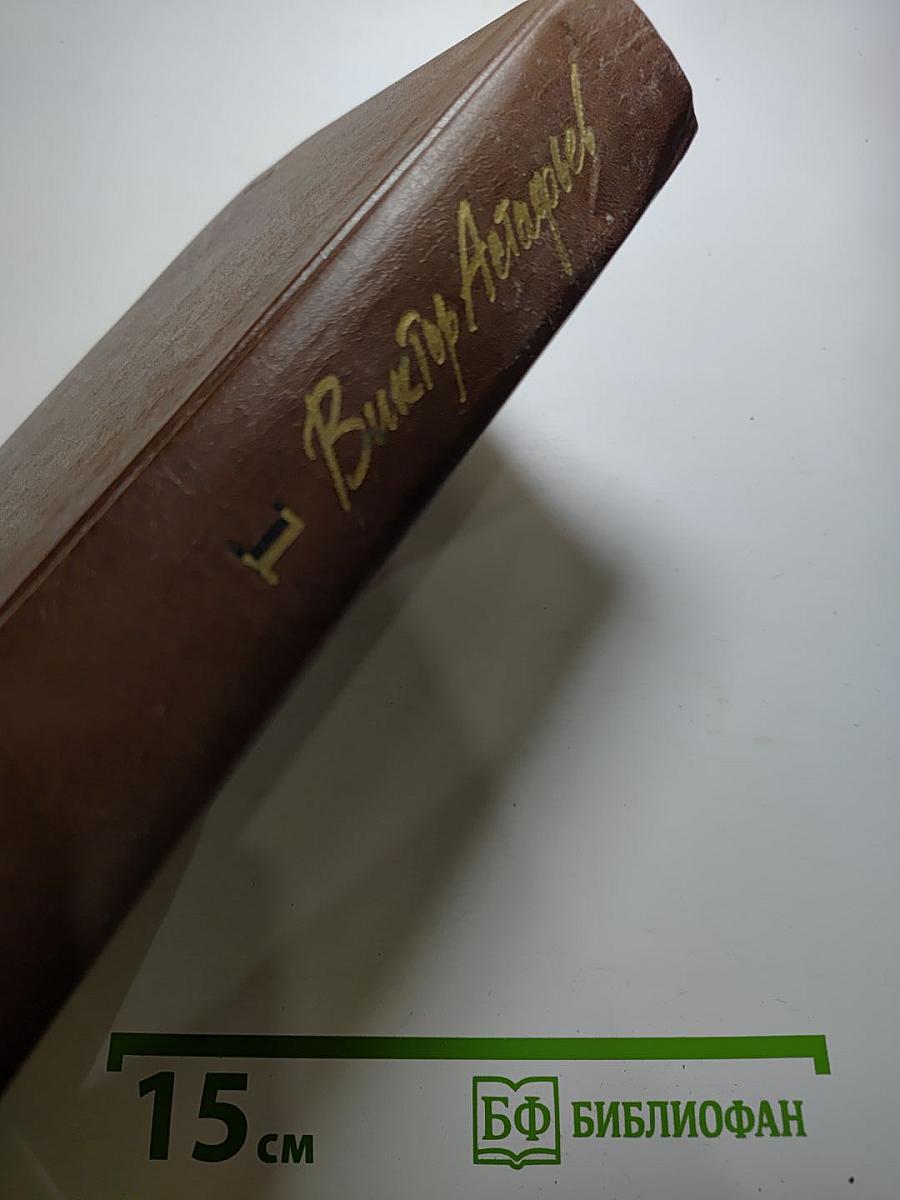 Виктор Астафьев
1
15 см
БФ БИБЛИОФАН